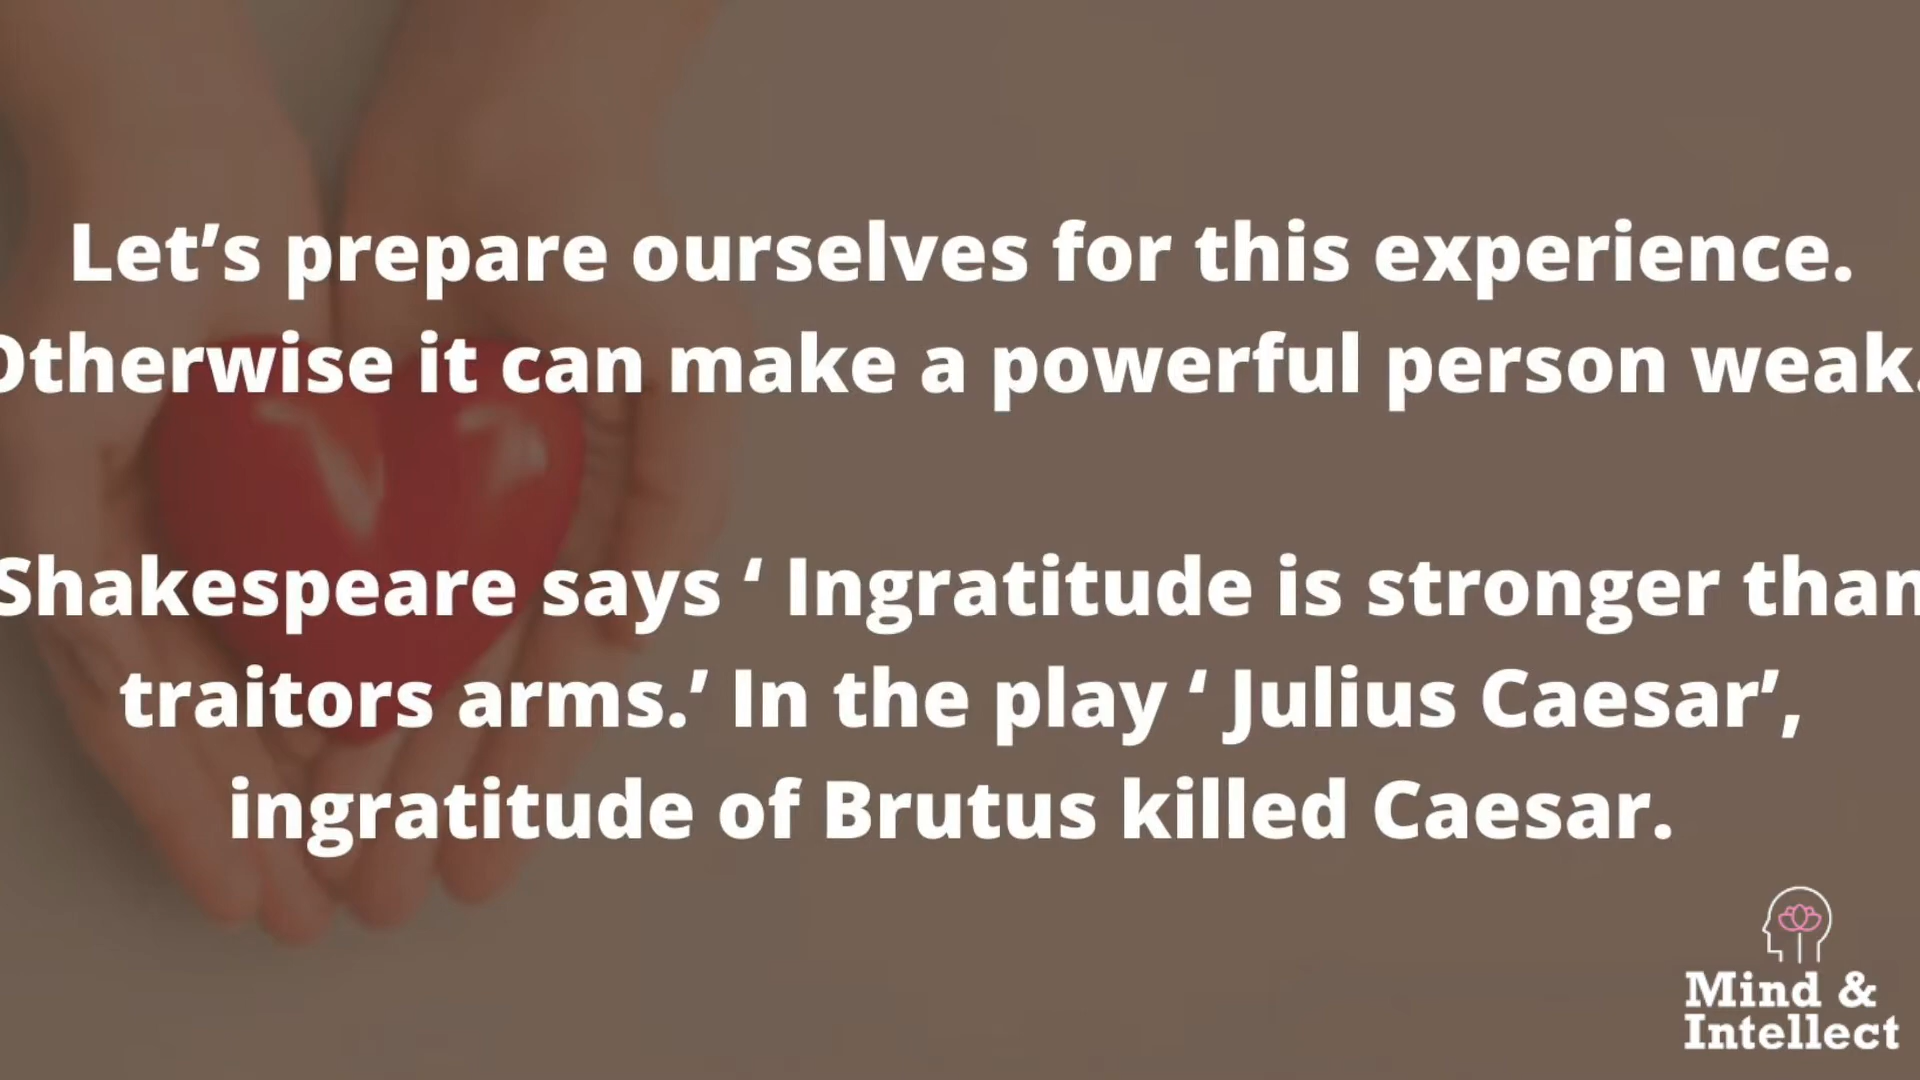 Let’s prepare ourselves for this experience.
Otherwise it can make a powerful person weak.
Shakespeare says ‘ Ingratitude is stronger than
traitors arms.’ In the play ‘ Julius Caesar’,
ingratitude of Brutus killed Caesar.
Mind &
Intellect